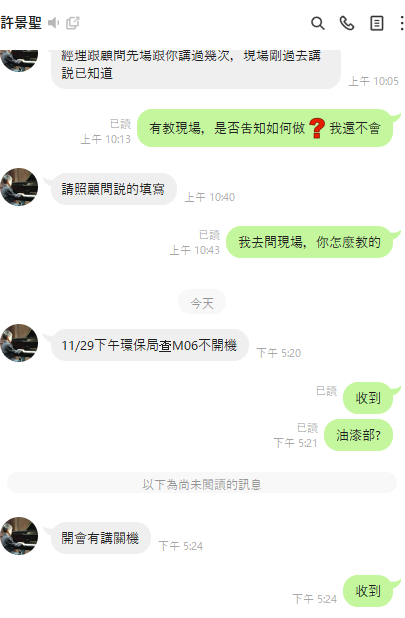 許景聖
經理跟顧問先場跟你講過幾次，現場剛過去講
説已知道
上午 10:05
已讀
上午 10:13
有教現場，是否告知如何做❓我還不會
請照顧問説的填寫
上午 10:40
已讀
上午 10:43
我去問現場，你怎麼教的
今天
11/29下午環保局查M06不開機
下午 5:20
已讀
收到
已讀
下午 5:21
油漆部?
以下為尚未閲讀的訊息
開會有講關機
下午 5:24
下午 5:24
收到